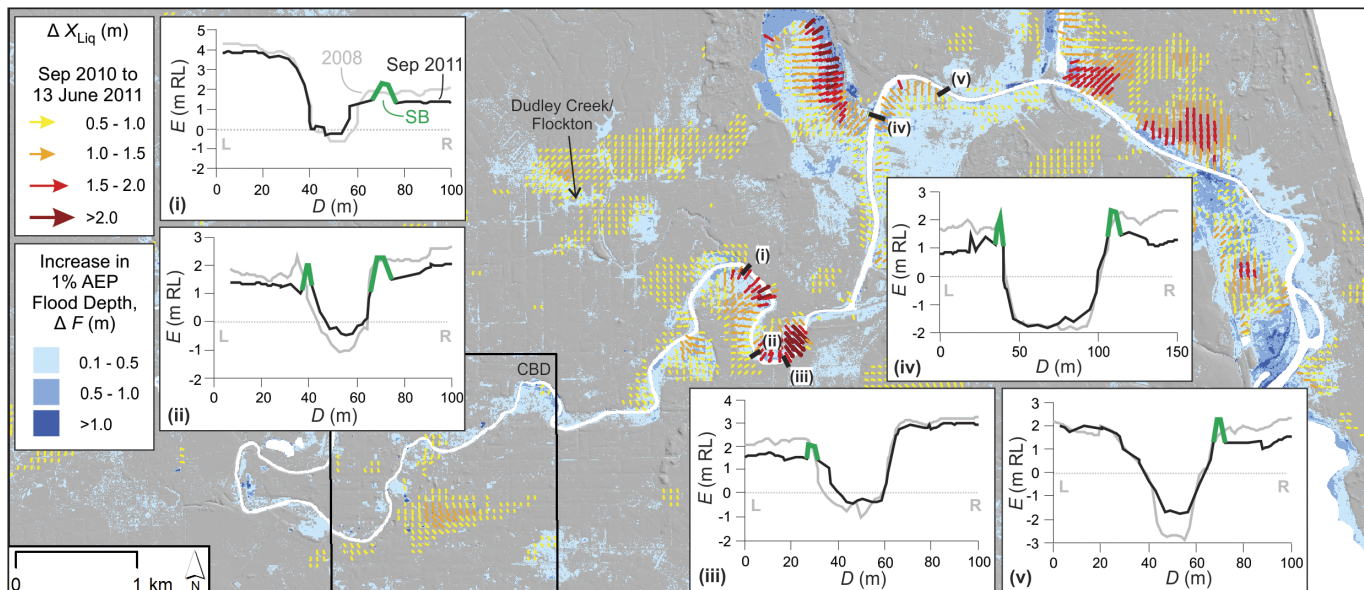 Δ XLiq (m)
Sep 2010 to
13 June 2011
0.5 - 1.0
1.0 - 1.5
1.5 - 2.0
>2.0
Increase in
1% AEP
Flood Depth,
Δ F (m)
0.1 - 0.5
0.5 - 1.0
>1.0
0 1 km
N
5
4
3
2
1
0
-1
-2
E (m RL)
2008
Sep 2011
SB
L R
0 20 40 60 80 100
(i) D (m)
3
2
1
0
-1
-2
E (m RL)
L R
0 20 40 60 80 100
(ii) D (m)
Dudley Creek/
Flockton
CBD
(i)
(ii)
(iii)
(iv)
(v)
3
2
1
0
-1
-2
E (m RL)
L R
0 50 100 150
(iv) D (m)
4
3
2
1
0
-1
-2
E (m RL)
L R
0 20 40 60 80 100
(iii) D (m)
3
2
1
0
-1
-2
-3
E (m RL)
L R
0 20 40 60 80 100
(v) D (m)